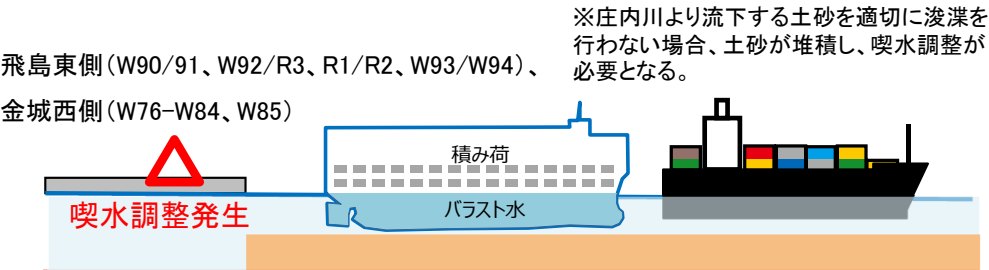 ※庄内川より流下する土砂を適切に浚渫を
行わない場合、土砂が堆積し、喫水調整が
必要となる。
飛島東側(W90/91、W92/R3、R1/R2、W93/W94)、
金城西側(W76-W84、W85)
積み荷
バラスト水
喫水調整発生